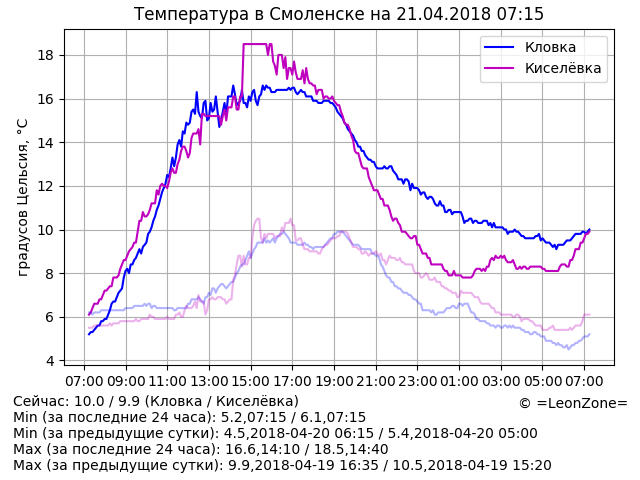 Температура в Смоленске на 21.04.2018 07:15
Кловка
Киселёвка
градусов Цельсия, °C
18
16
14
12
10
8
6
4
07:00 09:00 11:00 13:00 15:00 17:00 19:00 21:00 23:00 01:00 03:00 05:00 07:00
Сейчас: 10.0 / 9.9 (Кловка / Киселёвка)
© =LeonZone=
Min (за последние 24 часа): 5.2,07:15 / 6.1,07:15
Min (за предыдущие сутки): 4.5,2018-04-20 06:15 / 5.4,2018-04-20 05:00
Max (за последние 24 часа): 16.6,14:10 / 18.5,14:40
Max (за предыдущие сутки): 9.9,2018-04-19 16:35 / 10.5,2018-04-19 15:20